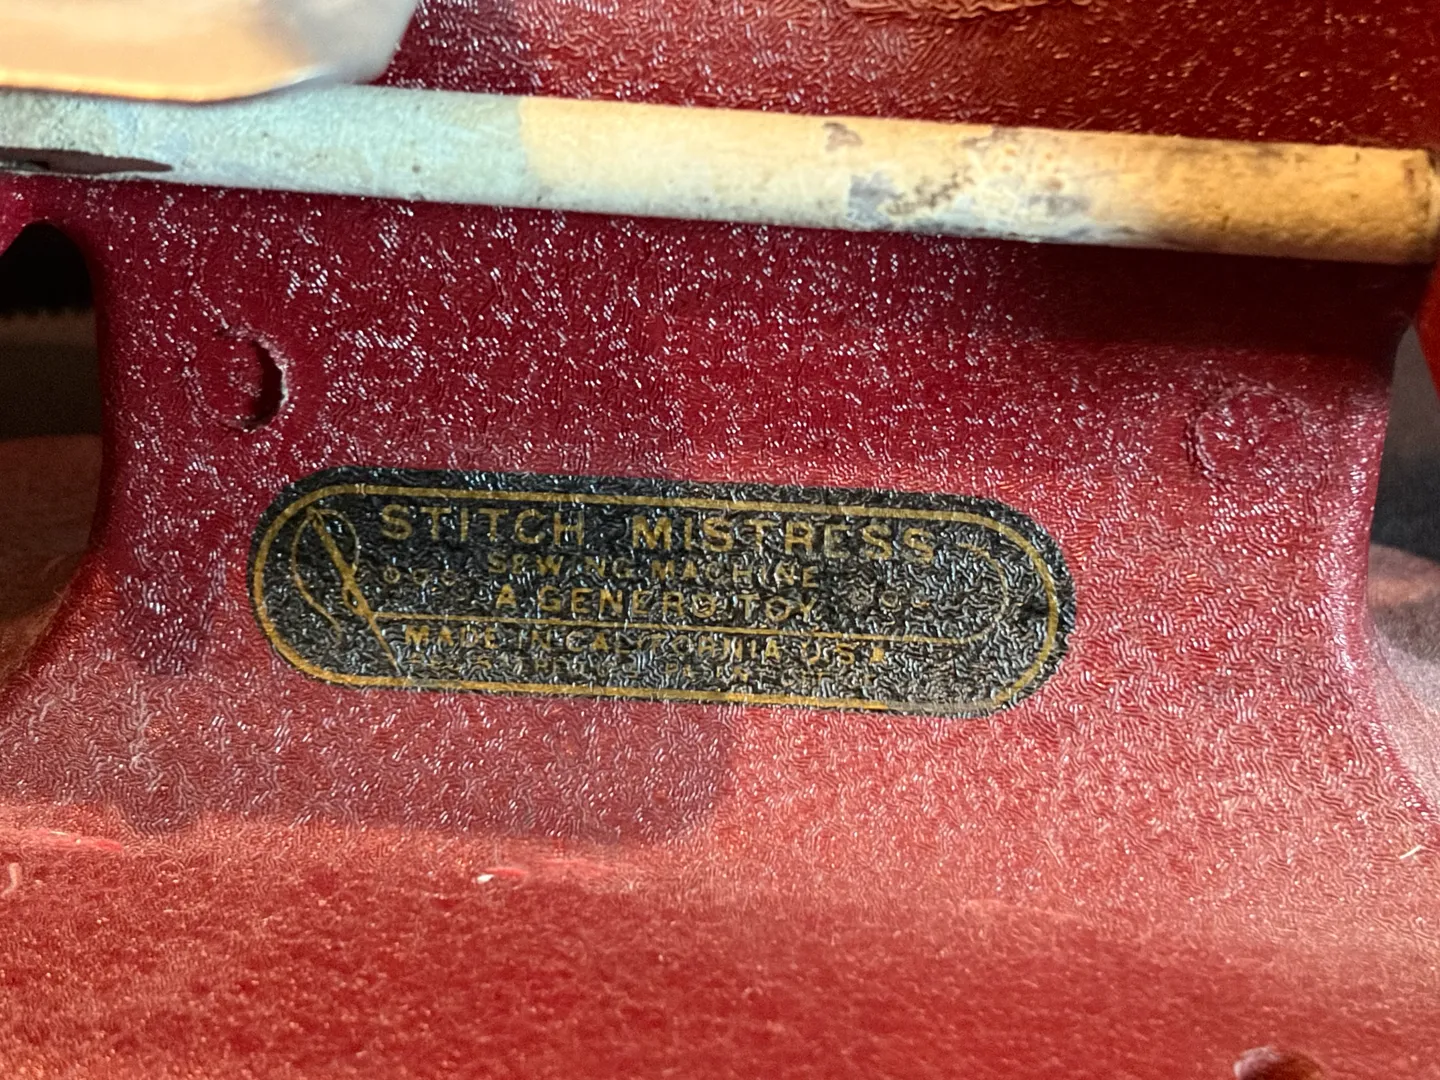 STITCH MISTRESS
SEWING MACHINE
A GENERO TOY
MADE IN CALIFORNIA U.S.A.